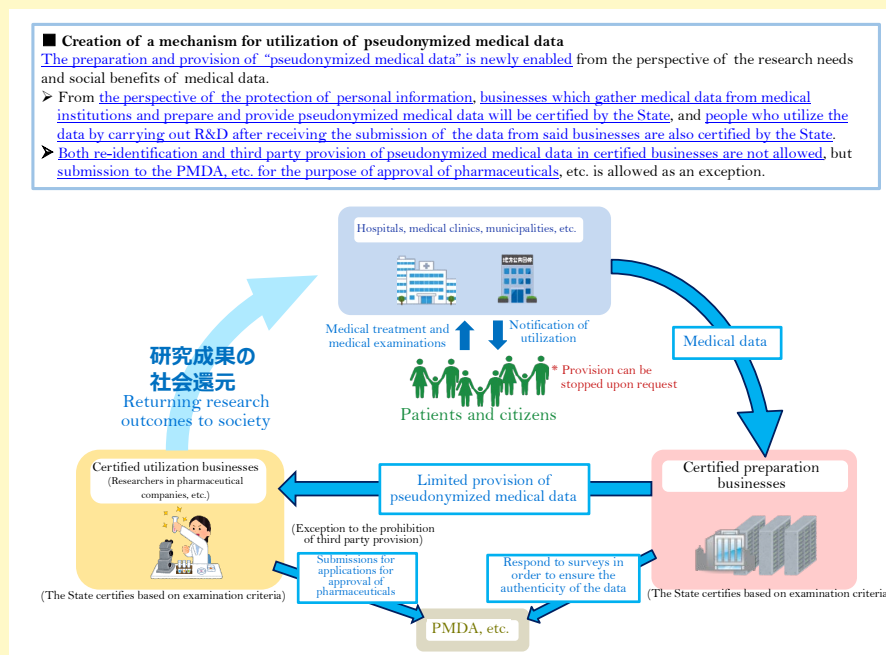 ■ Creation of a mechanism for utilization of pseudonymized medical data
The preparation and provision of “pseudonymized medical data” is newly enabled from the perspective of the research needs
and social benefits of medical data.
➢ From the perspective of the protection of personal information, businesses which gather medical data from medical
institutions and prepare and provide pseudonymized medical data will be certified by the State, and people who utilize the
data by carrying out R&D after receiving the submission of the data from said businesses are also certified by the State.
➢ Both re-identification and third party provision of pseudonymized medical data in certified businesses are not allowed, but
submission to the PMDA, etc. for the purpose of approval of pharmaceuticals, etc. is allowed as an exception.
Hospitals, medical clinics, municipalities, etc.
地方公共団体
Medical treatment and
medical examinations
Notification of
utilization
Medical data
研究成果の
社会還元
Returning research
outcomes to society
* Provision can be
stopped upon request
Patients and citizens
Certified utilization businesses
(Researchers in pharmaceutical
companies, etc.)
Limited provision of
pseudonymized medical data
Certified preparation
businesses
(Exception to the prohibition
of third party provision)
Submissions for
applications for
approval of
pharmaceuticals
Respond to surveys in
order to ensure the
authenticity of the data
(The State certifies based on examination criteria)
(The State certifies based on examination criteria
PMDA, etc.